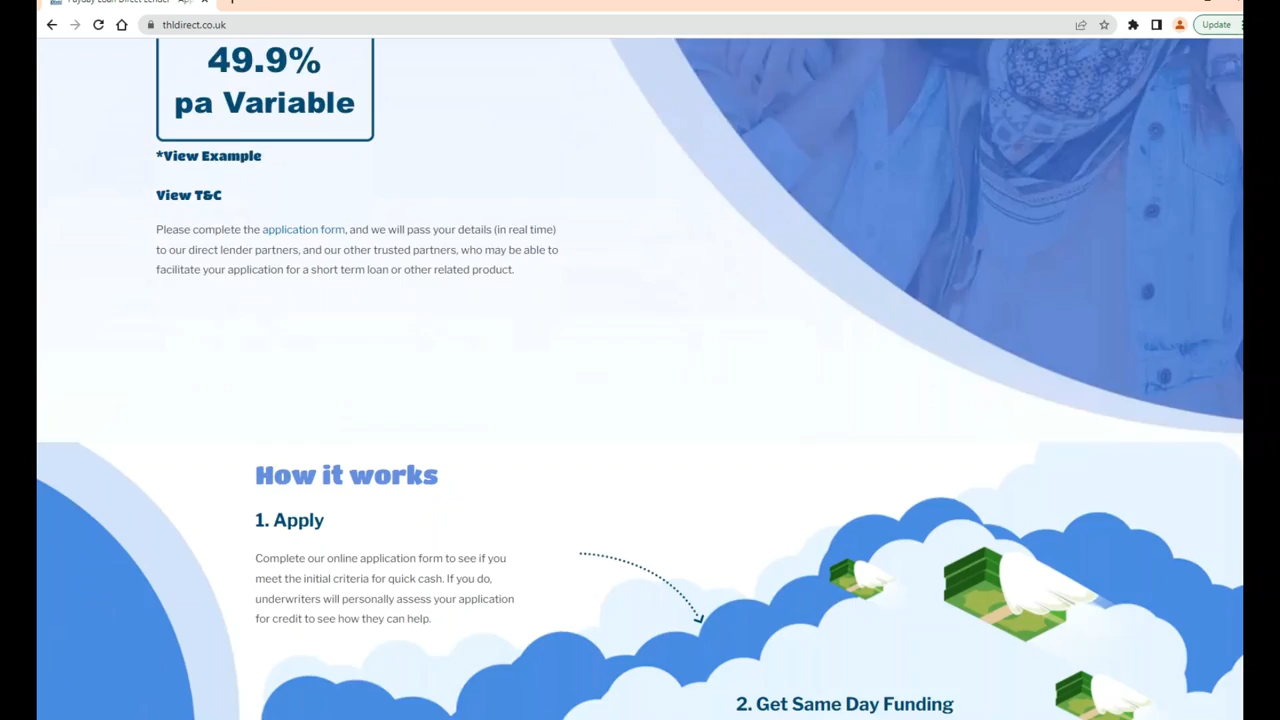 thldirect.co.uk
Update
49.9%
pa Variable
*View Example
View T&C
Please complete the application form, and we will pass your details (in real time)
to our direct lender partners, and our other trusted partners, who may be able to
facilitate your application for a short term loan or other related product.
How it works
1. Apply
Complete our online application form to see if you
meet the initial criteria for quick cash. If you do,
underwriters will personally assess your application
for credit to see how they can help.
2. Get Same Day Funding